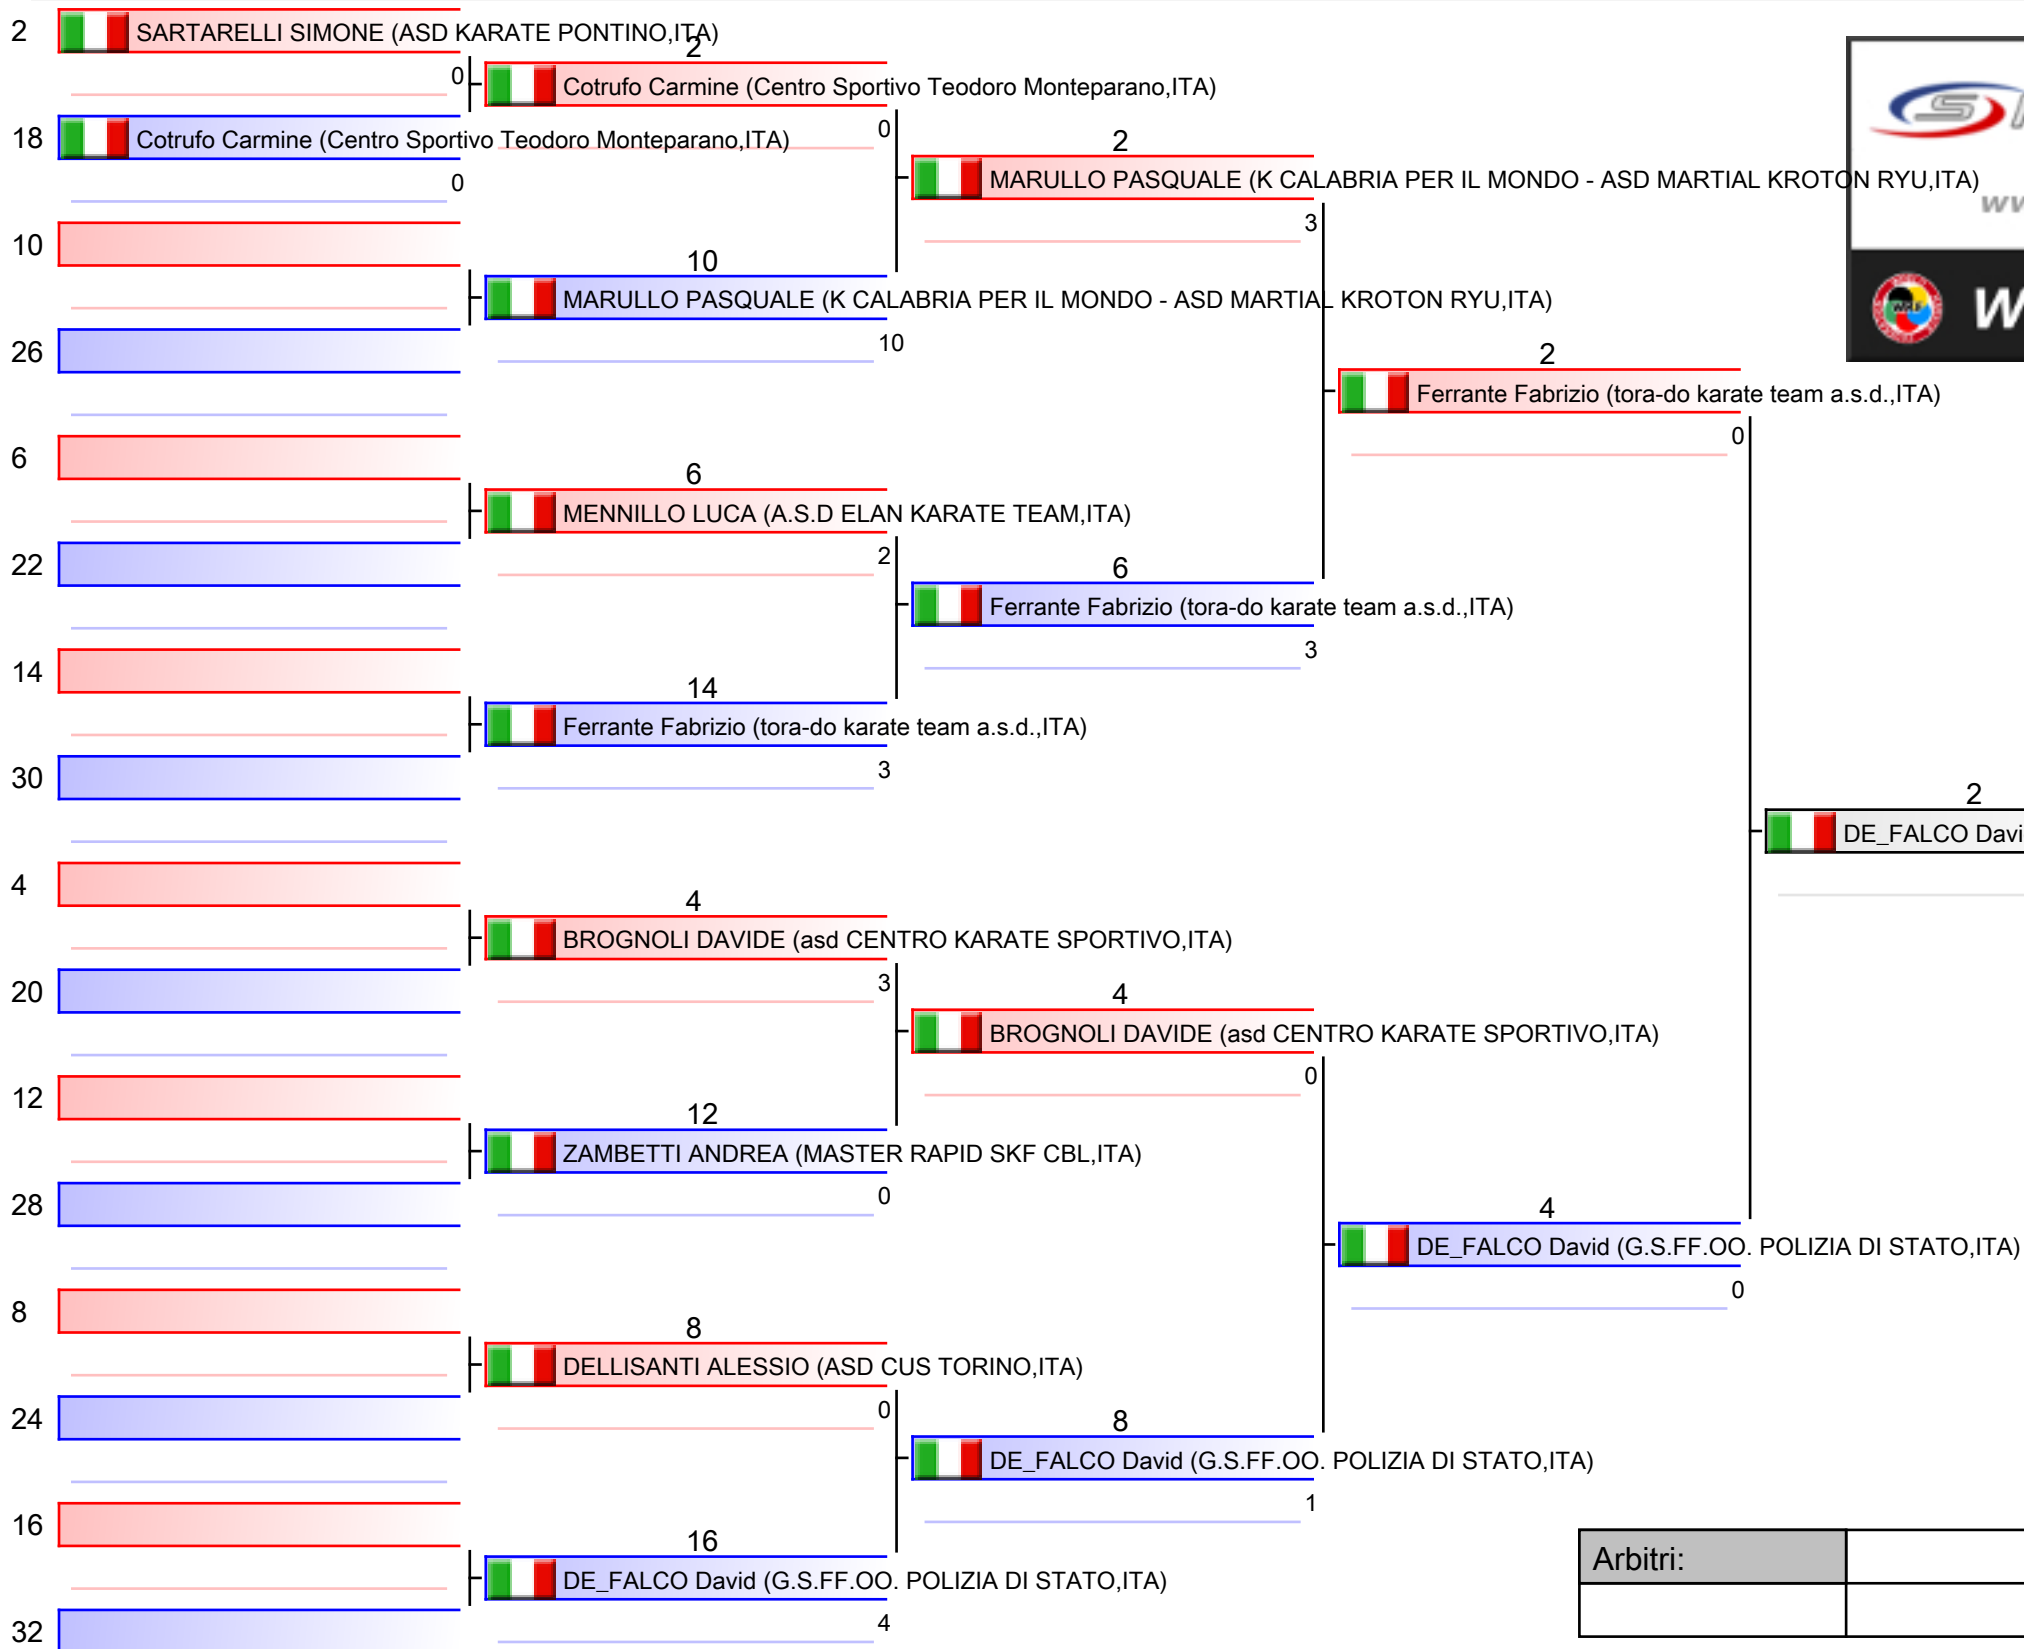 2 SARTARELLI SIMONE (ASD KARATE PONTINO,ITA)
2
0
Cotrufo Carmine (Centro Sportivo Teodoro Monteparano,ITA)
0
18 Cotrufo Carmine (Centro Sportivo Teodoro Monteparano,ITA)
0
2
MARULLO PASQUALE (K CALABRIA PER IL MONDO - ASD MARTIAL KROTON RYU,ITA)
3
10
10
MARULLO PASQUALE (K CALABRIA PER IL MONDO - ASD MARTIAL KROTON RYU,ITA)
10
26
2
Ferrante Fabrizio (tora-do karate team a.s.d.,ITA)
0
6
6
MENNILLO LUCA (A.S.D ELAN KARATE TEAM,ITA)
2
22
6
Ferrante Fabrizio (tora-do karate team a.s.d.,ITA)
3
14
14
Ferrante Fabrizio (tora-do karate team a.s.d.,ITA)
3
30
2
DE_FALCO Davi
4
4
BROGNOLI DAVIDE (asd CENTRO KARATE SPORTIVO,ITA)
3
20
4
BROGNOLI DAVIDE (asd CENTRO KARATE SPORTIVO,ITA)
0
12
12
ZAMBETTI ANDREA (MASTER RAPID SKF CBL,ITA)
0
28
4
DE_FALCO David (G.S.FF.OO. POLIZIA DI STATO,ITA)
0
8
8
DELLISANTI ALESSIO (ASD CUS TORINO,ITA)
0
24
8
DE_FALCO David (G.S.FF.OO. POLIZIA DI STATO,ITA)
1
16
16
DE_FALCO David (G.S.FF.OO. POLIZIA DI STATO,ITA)
4
32
Arbitri: